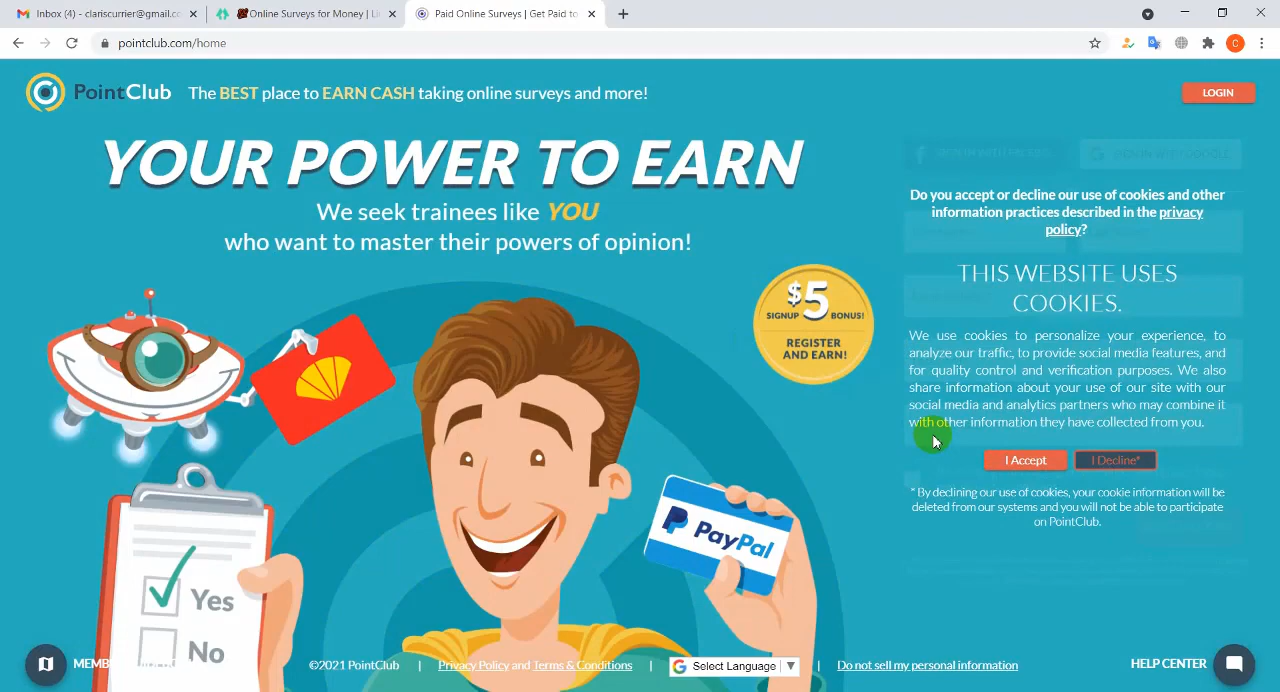 Inbox (4) - clariscurrier@gmail.cc
Online Surveys for Money | Li
Paid Online Surveys | Get Paid to
pointclub.com/home
C
PointClub
The BEST place to EARN CASH taking online surveys and more!
LOGIN
YOUR POWER TO EARN
We seek trainees like YOU
who want to master their powers of opinion!
$5
SIGNUP BONUS!
REGISTER
AND EARN!
Do you accept or decline our use of cookies and other
information practices described in the privacy
policy?
THIS WEBSITE USES
COOKIES.
We use cookies to personalize your experience, to
analyze our traffic, to provide social media features, and
for quality control and verification purposes. We also
share information about your use of our site with our
social media and analytics partners who may combine it
with other information they have collected from you.
I Accept
I Decline*
* By declining our use of cookies, your cookie information will be
deleted from our systems and you will not be able to participate
on PointClub.
PayPal
Yes
No
©2021 PointClub | Privacy Policy and Terms & Conditions | Select Language ▼ | Do not sell my personal information
HELP CENTER